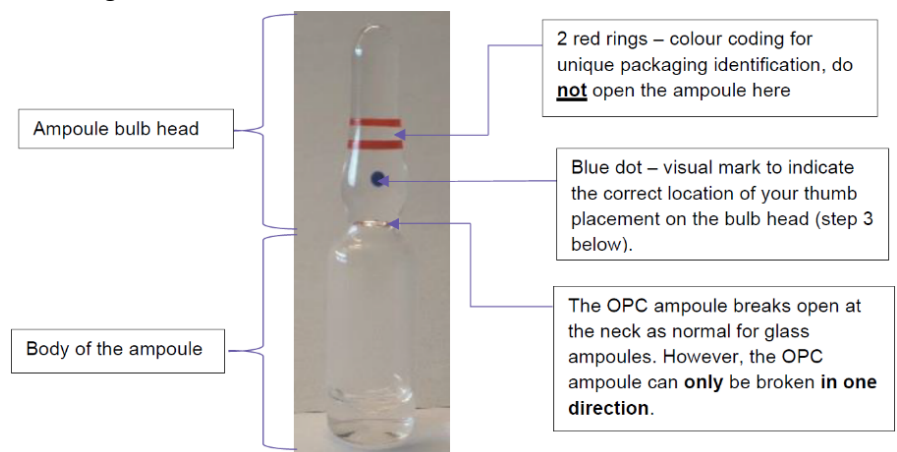 Ampoule bulb head
Body of the ampoule
2 red rings – colour coding for
unique packaging identification, do
not open the ampoule here
Blue dot – visual mark to indicate
the correct location of your thumb
placement on the bulb head (step 3
below).
The OPC ampoule breaks open at
the neck as normal for glass
ampoules. However, the OPC
ampoule can only be broken in one
direction.